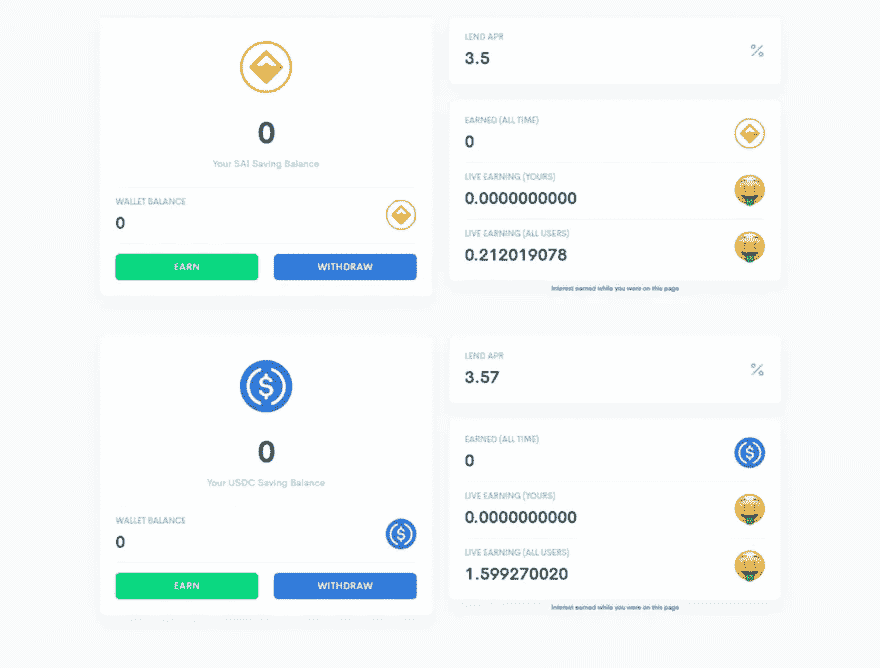 0
Your SAI Saving Balance
WALLET BALANCE
0
EARN
WITHDRAW
LEND APR
3.5
%
EARNED (ALL TIME)
0
LIVE EARNING (YOURS)
0.0000000000
LIVE EARNING (ALL USERS)
0.212019078
Interest earned while you were on this page
0
Your USDC Saving Balance
WALLET BALANCE
0
EARN
WITHDRAW
LEND APR
3.57
%
EARNED (ALL TIME)
0
LIVE EARNING (YOURS)
0.0000000000
LIVE EARNING (ALL USERS)
1.599270020
Interest earned while you were on this page